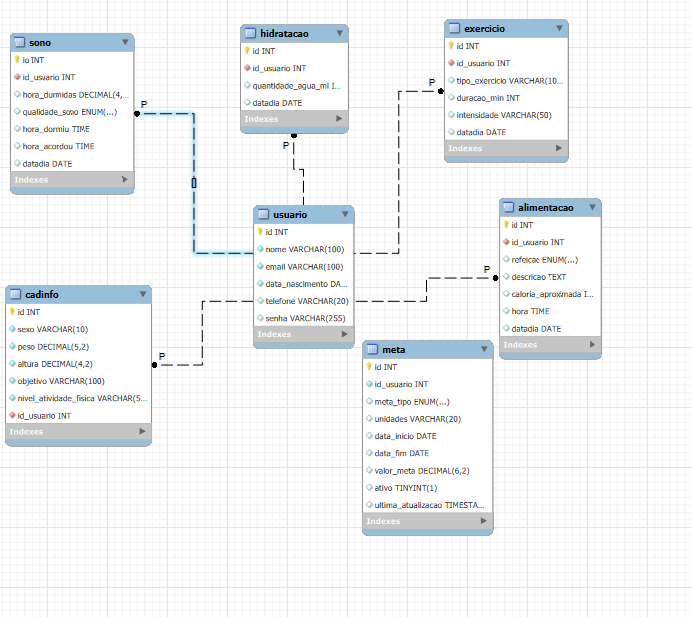 sono
id INT
id_usuario INT
hora_durmidas DECIMAL(4,...
qualidade_sono ENUM(...)
hora_dormiu TIME
hora_acordou TIME
datadia DATE
Indexes
P
hidratacao
id INT
id_usuario INT
quantidade_agua_ml I...
datadia DATE
Indexes
P
exercicio
id INT
id_usuario INT
tipo_exercicio VARCHAR(10...
duracao_min INT
intensidade VARCHAR(50)
datadia DATE
Indexes
P
usuario
id INT
nome VARCHAR(100)
email VARCHAR(100)
data_nascimento DA...
telefone VARCHAR(20)
senha VARCHAR(255)
Indexes
alimentacao
id INT
id_usuario INT
refeicao ENUM(...)
descricao TEXT
caloria_aproximada I...
hora TIME
datadia DATE
Indexes
P
cadinfo
id INT
sexo VARCHAR(10)
peso DECIMAL(5,2)
altura DECIMAL(4,2)
objetivo VARCHAR(100)
nivel_atividade_fisica VARCHAR(5...
id_usuario INT
Indexes
P
meta
id INT
id_usuario INT
meta_tipo ENUM(...)
unidades VARCHAR(20)
data_inicio DATE
data_fim DATE
valor_meta DECIMAL(6,2)
ativo TINYINT(1)
ultima_atualizacao TIMESTA...
Indexes